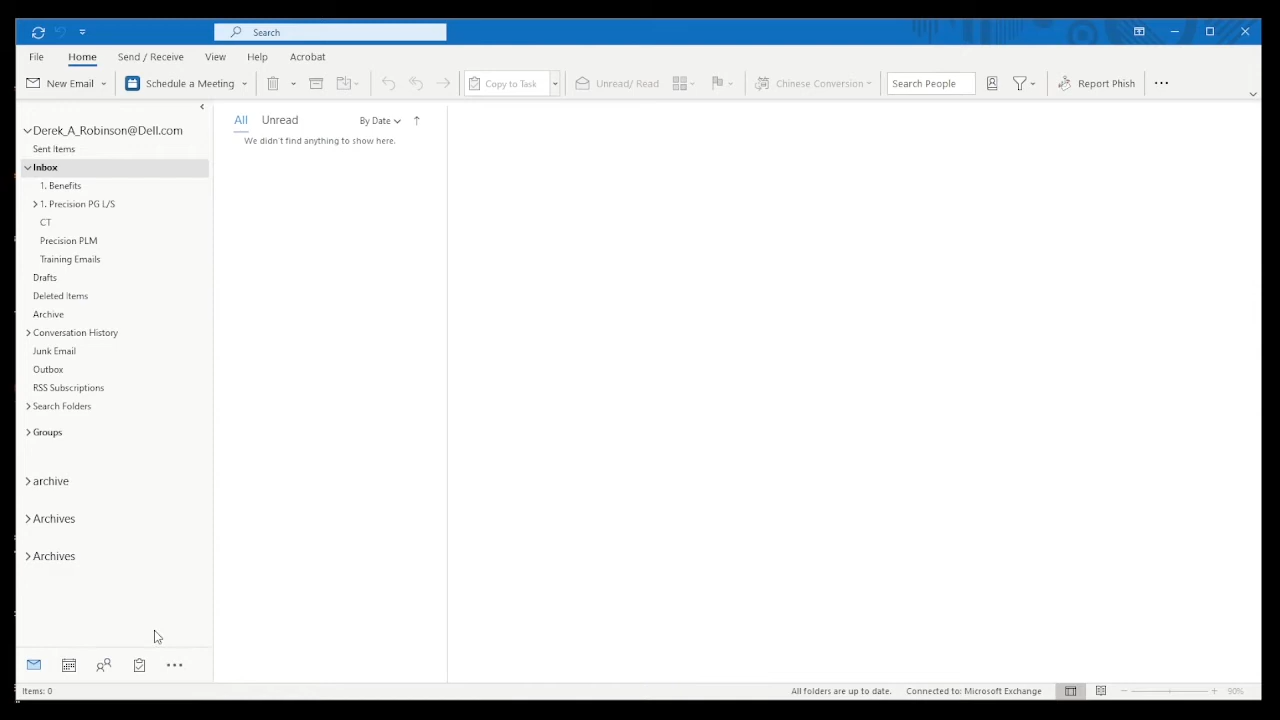 Search
File Home Send / Receive View Help Acrobat
New Email Schedule a Meeting Copy to Task Unread/ Read Chinese Conversion Search People Report Phish ...
All Unread By Date
We didn't find anything to show here.
Derek_A_Robinson@Dell.com
Sent Items
Inbox
1. Benefits
1. Precision PG L/S
CT
Precision PLM
Training Emails
Drafts
Deleted Items
Archive
Conversation History
Junk Email
Outbox
RSS Subscriptions
Search Folders
Groups
archive
Archives
Archives
Items: 0 All folders are up to date. Connected to: Microsoft Exchange 90%